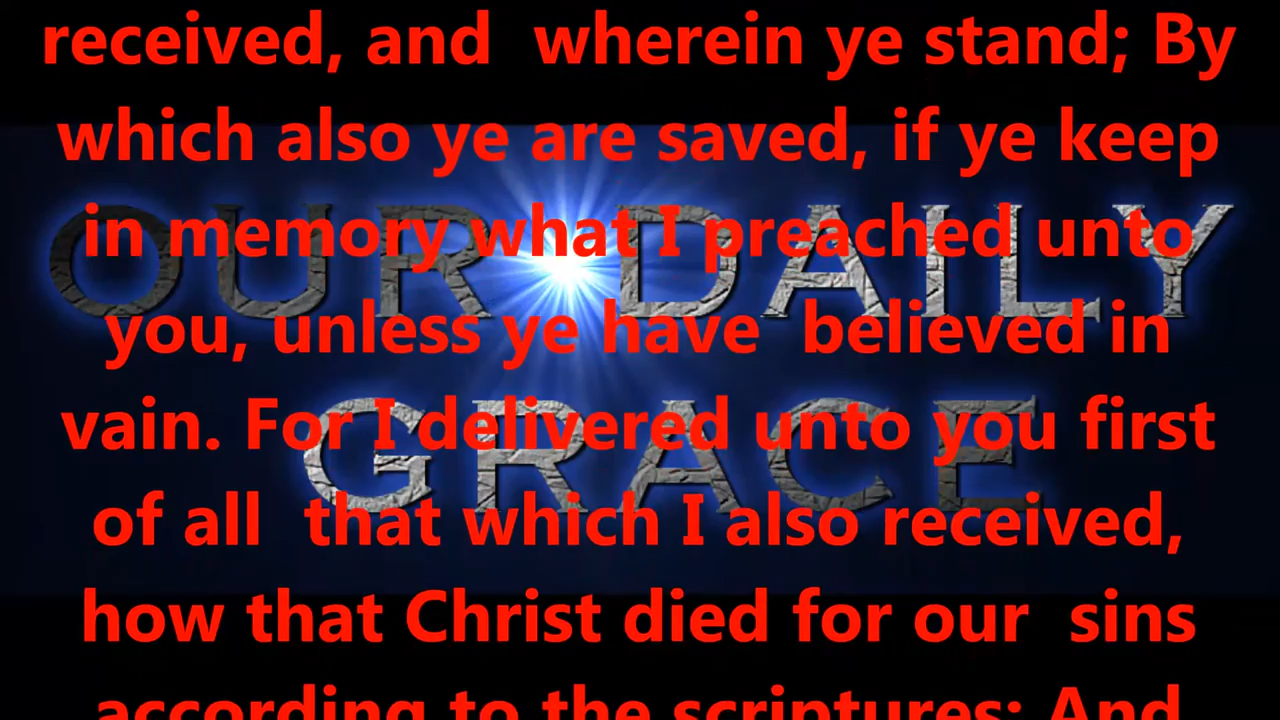 received, and wherein ye stand; By
which also ye are saved, if ye keep
in memory what I preached unto
you, unless ye have believed in
vain. For I delivered unto you first
of all that which I also received,
how that Christ died for our sins
according to the scriptures: And
OUR DAILY
GRACE